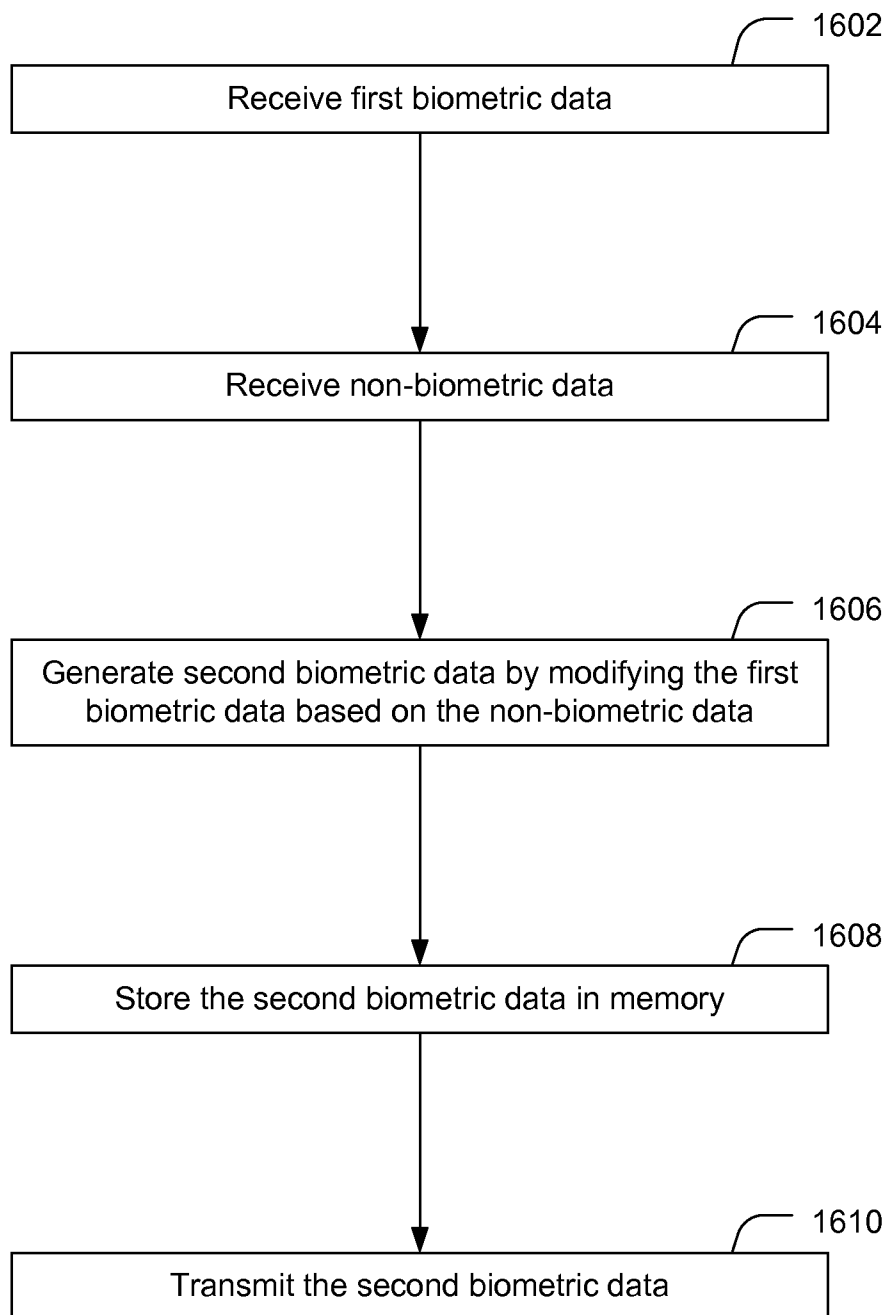 1602
Receive first biometric data
1604
Receive non-biometric data
1606
Generate second biometric data by modifying the first
biometric data based on the non-biometric data
1608
Store the second biometric data in memory
1610
Transmit the second biometric data